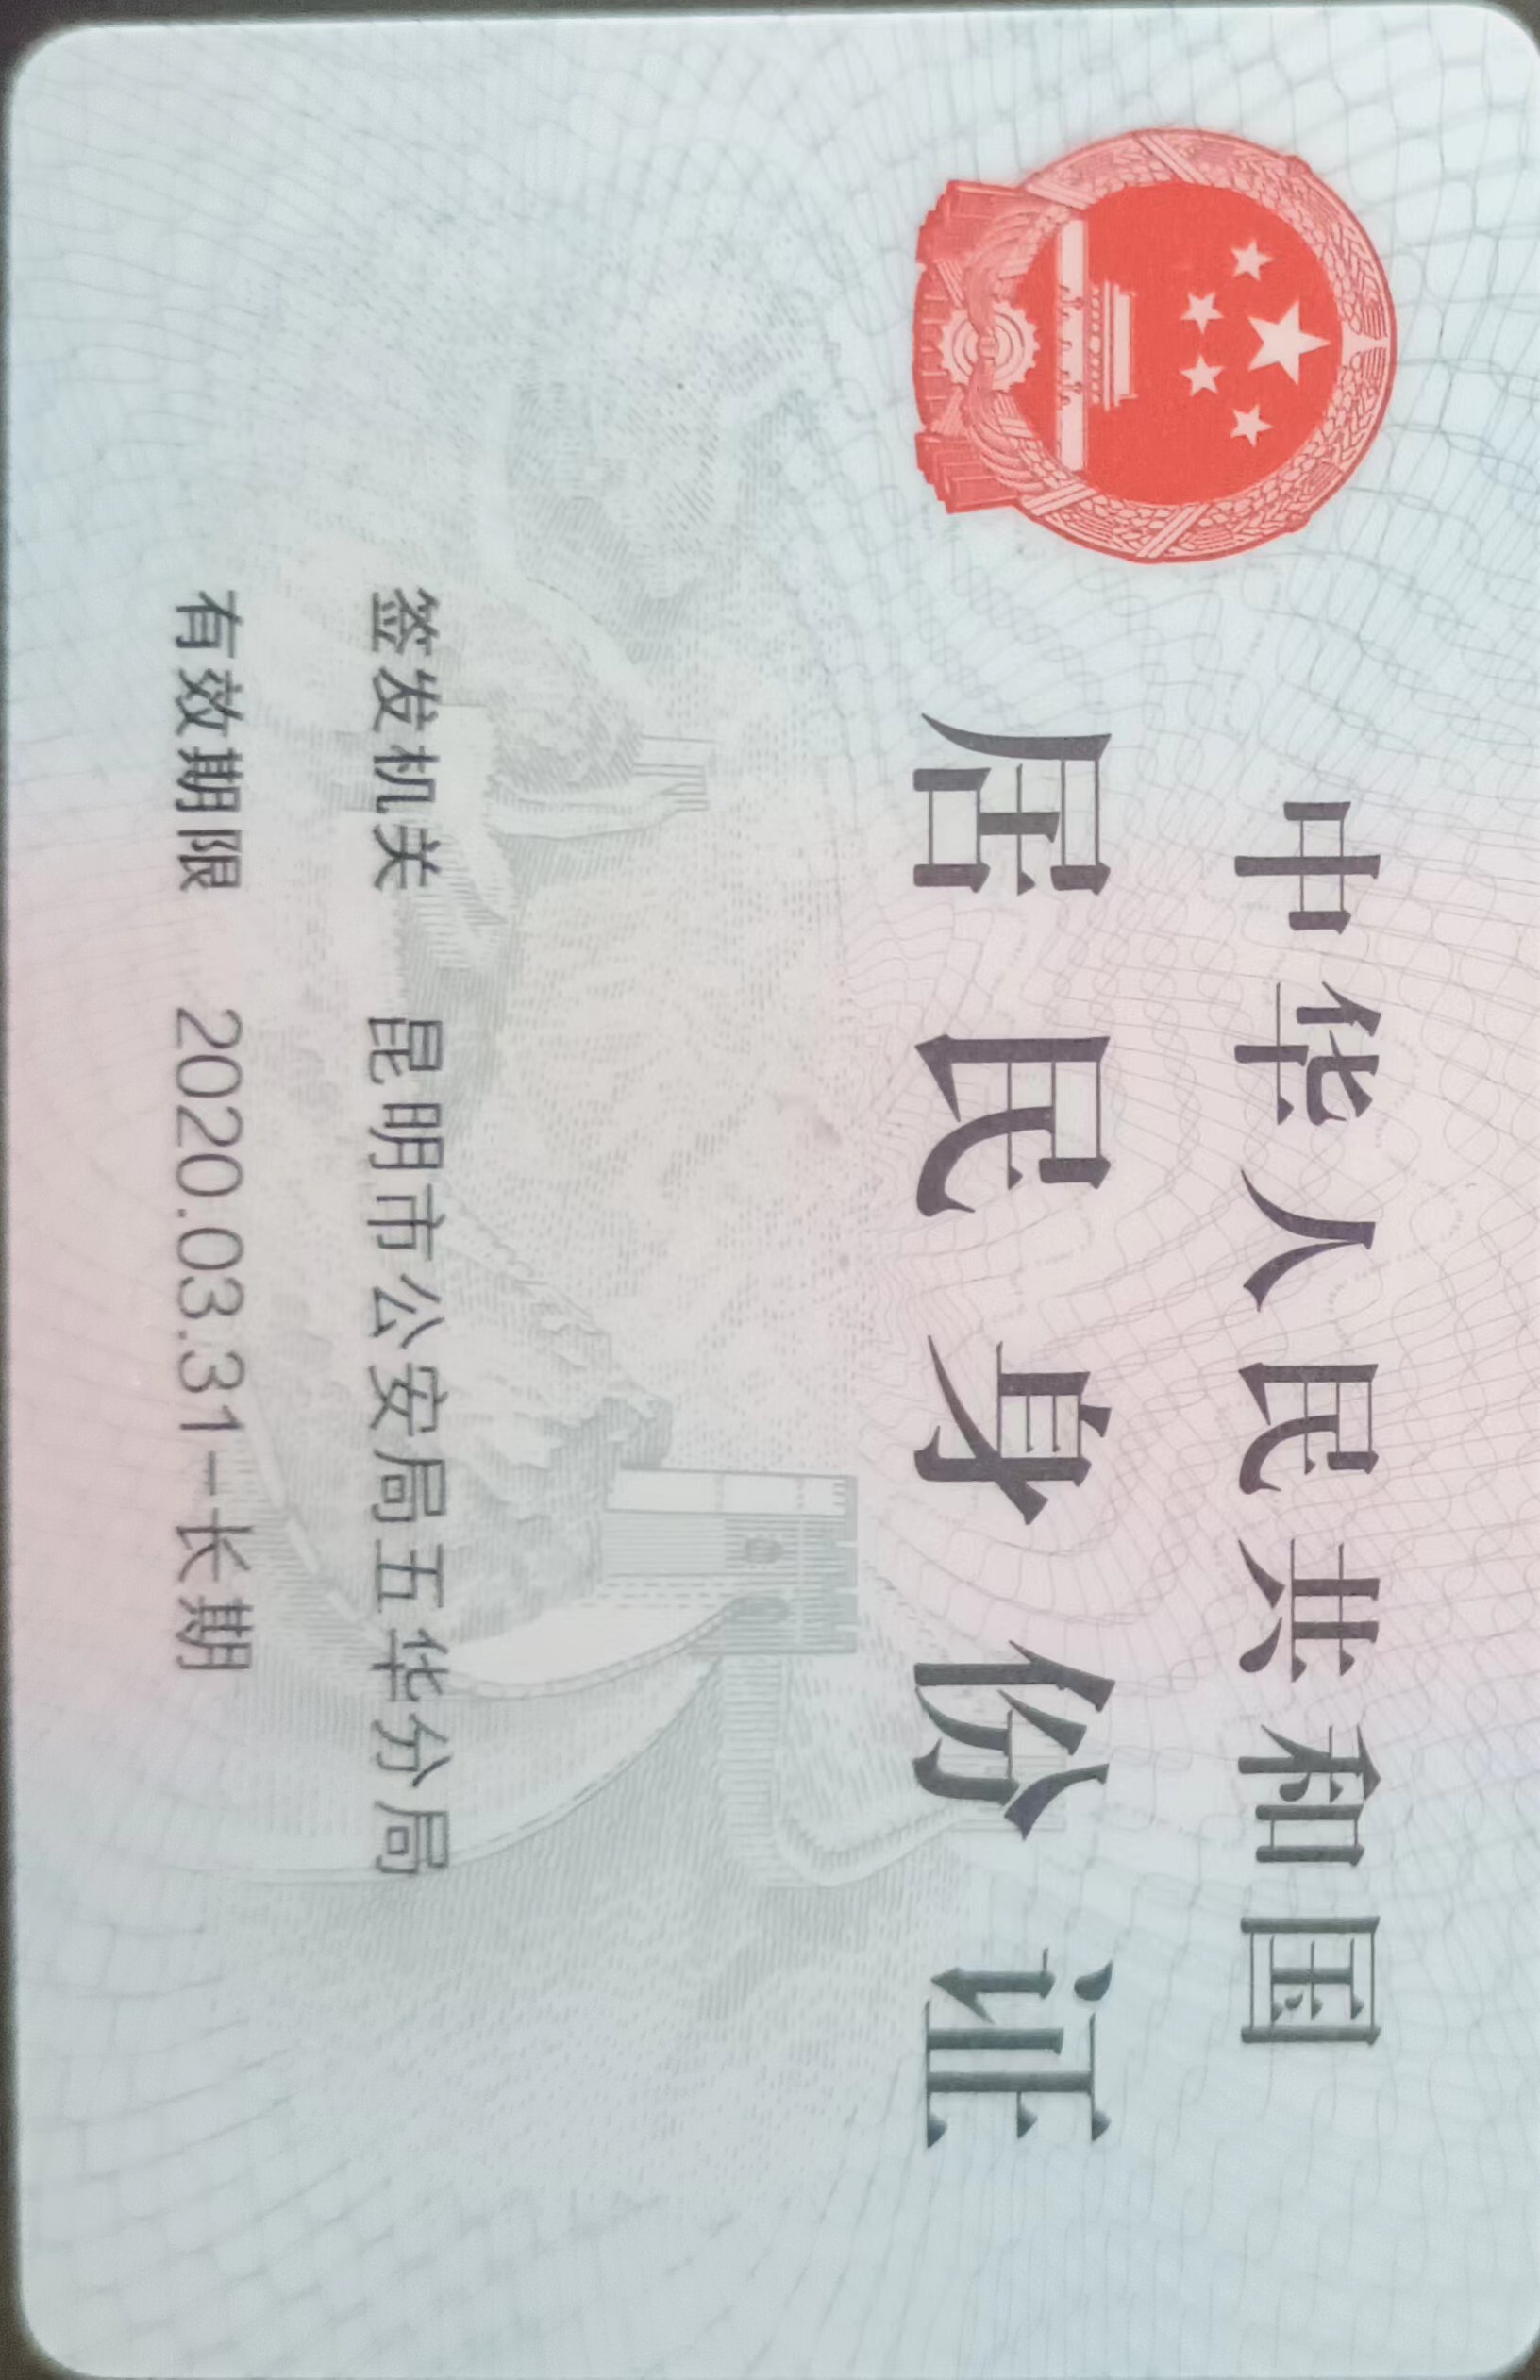 中华人民共和国
居民身份证
签发机关 昆明市公安局五华分局
有效期限 2020.03.31-长期